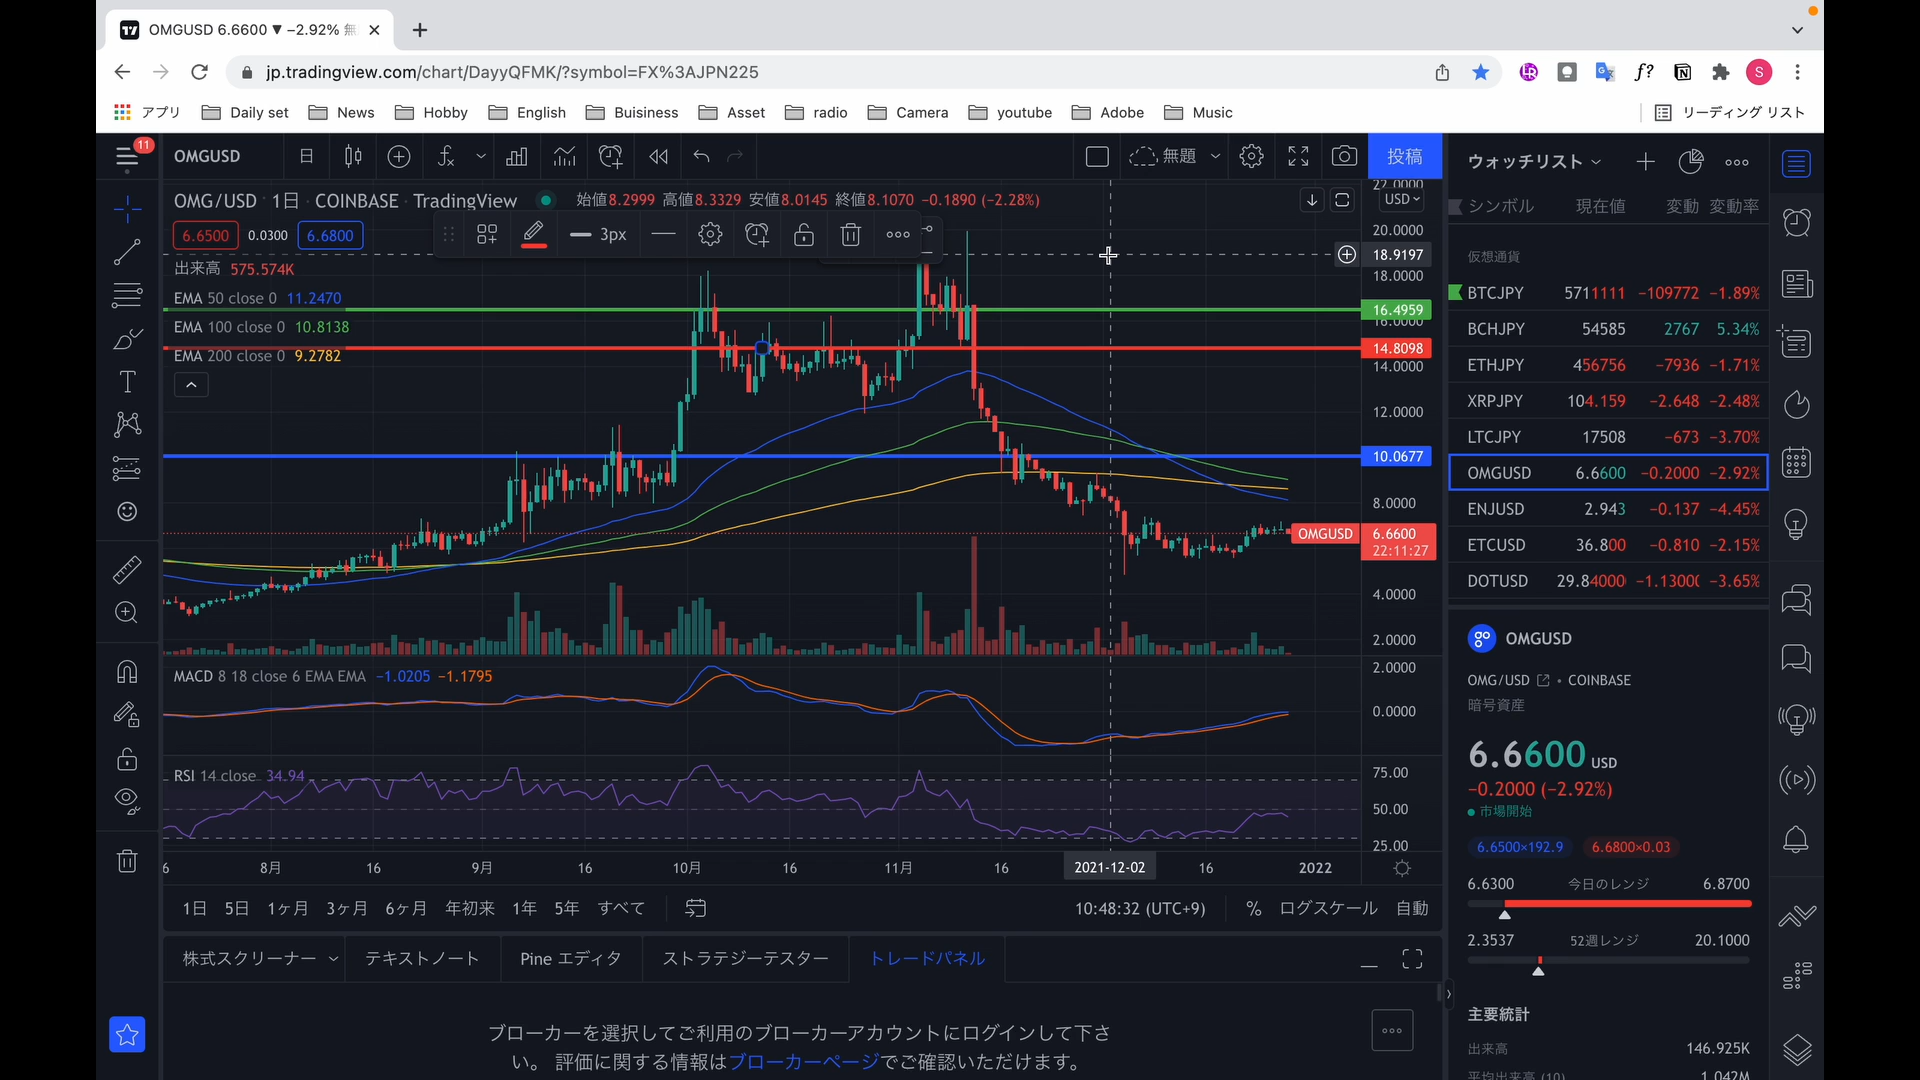 OMGUSD 6.6600 ▼ −2.92% 無
jp.tradingview.com/chart/DayyQFMK/?symbol=FX%3AJPN225
アプリ Daily set News Hobby English Buisiness Asset radio Camera youtube Adobe Music リーディング リスト
11
OMGUSD 日 無題 投稿
OMG/USD · 1日 · COINBASE · TradingView 始値8.2999 高値8.3329 安値8.0145 終値8.1070 −0.1890 (−2.28%)
6.6500 0.0300 6.6800
3px
出来高 575.574K
EMA 50 close 0 11.2470
EMA 100 close 0 10.8138
EMA 200 close 0 9.2782
USD
22.0000
20.0000
18.9197
18.0000
16.4959
16.0000
14.8098
14.0000
12.0000
10.0677
8.0000
OMGUSD 6.6600
22:11:27
4.0000
2.0000
MACD 8 18 close 6 EMA EMA −1.0205 −1.1795
2.0000
0.0000
RSI 14 close 34.94
75.00
50.00
25.00
6 8月 16 9月 16 10月 16 11月 16 2021-12-02 16 2022
1日 5日 1ヶ月 3ヶ月 6ヶ月 年初来 1年 5年 すべて 10:48:32 (UTC+9) % ログスケール 自動
株式スクリーナー テキストノート Pine エディタ ストラテジーテスター トレードパネル
ブローカーを選択してご利用のブローカーアカウントにログインして下さ
い。 評価に関する情報はブローカーページでご確認いただけます。
ウォッチリスト
シンボル 現在値 変動 変動率
仮想通貨
BTCJPY 5711111 −109772 −1.89%
BCHJPY 54585 2767 5.34%
ETHJPY 456756 −7936 −1.71%
XRPJPY 104.159 −2.648 −2.48%
LTCJPY 17508 −673 −3.70%
OMGUSD 6.6600 −0.2000 −2.92%
ENJUSD 2.943 −0.137 −4.45%
ETCUSD 36.800 −0.810 −2.15%
DOTUSD 29.84000 −1.1300 −3.65%
OMGUSD
OMG/USD • COINBASE
暗号資産
6.6600 USD
−0.2000 (−2.92%)
市場開始
6.6500×192.9 6.6800×0.03
6.6300 今日のレンジ 6.8700
2.3537 52週レンジ 20.1000
主要統計
出来高 146.925K
平均出来高 (10) 1.042M